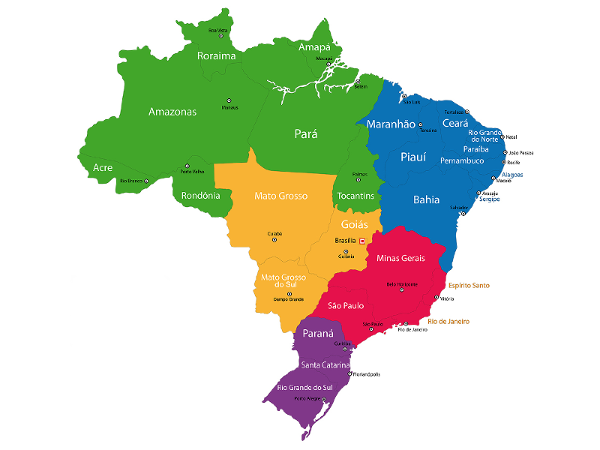 Boa Vista
Roraima
Amapá
Macapá
Belém
Amazonas
Manaus
Pará
São Luís
Maranhão
Teresina
Fortaleza
Ceará
Rio Grande
do Norte
Natal
Paraíba
João Pessoa
Piauí
Pernambuco
Recife
Alagoas
Maceió
Acre
Rio Branco
Porto Velho
Rondônia
Mato Grosso
Palmas
Tocantins
Bahia
Aracaju
Sergipe
Salvador
Goiás
Cuiabá
Brasília
Goiânia
Minas Gerais
Mato Grosso
do Sul
Campo Grande
Belo Horizonte
Espírito Santo
Vitória
São Paulo
São Paulo
Rio de Janeiro
Rio de Janeiro
Paraná
Curitiba
Santa Catarina
Florianópolis
Rio Grande do Sul
Porto Alegre